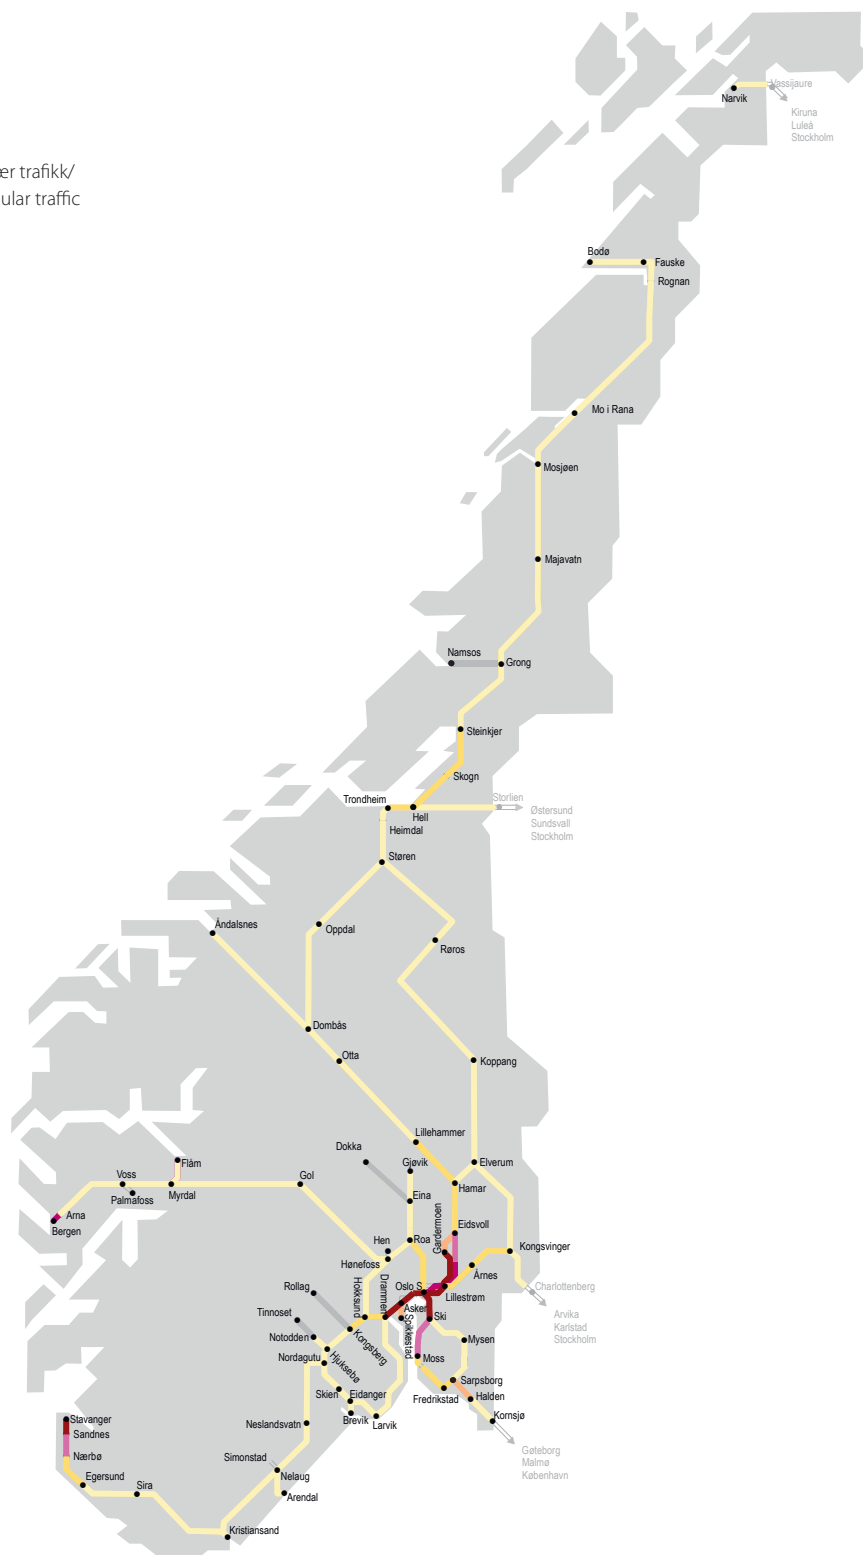 er trafikk/
ular traffic
Vassijaure
Narvik
Kiruna
Luleå
Stockholm
Bodø
Fauske
Rognan
Mo i Rana
Mosjøen
Majavatn
Namsos
Grong
Steinkjer
Skogn
Storlien
Trondheim
Hell
Østersund
Sundsvall
Stockholm
Heimdal
Støren
Åndalsnes
Oppdal
Røros
Dombås
Otta
Koppang
Lillehammer
Dokka
Gjøvik
Elverum
Flåm
Voss
Gol
Myrdal
Palmafoss
Eina
Hamar
Arna
Bergen
Gardermoen
Eidsvoll
Hen
Roa
Kongsvinger
Hønefoss
Årnes
Rollag
Hokksund
Drammen
Oslo S
Lillestrøm
Charlottenberg
Asker
Tinnoset
Spikkestad
Ski
Arvika
Karlstad
Stockholm
Notodden
Kongsberg
Mysen
Nordagutu
Hjuksebø
Moss
Sarpsborg
Skien
Eidanger
Fredrikstad
Halden
Brevik
Larvik
Kornsjø
Stavanger
Neslandsvatn
Sandnes
Gøteborg
Malmø
København
Nærbø
Simonstad
Egersund
Sira
Nelaug
Arendal
Kristiansand